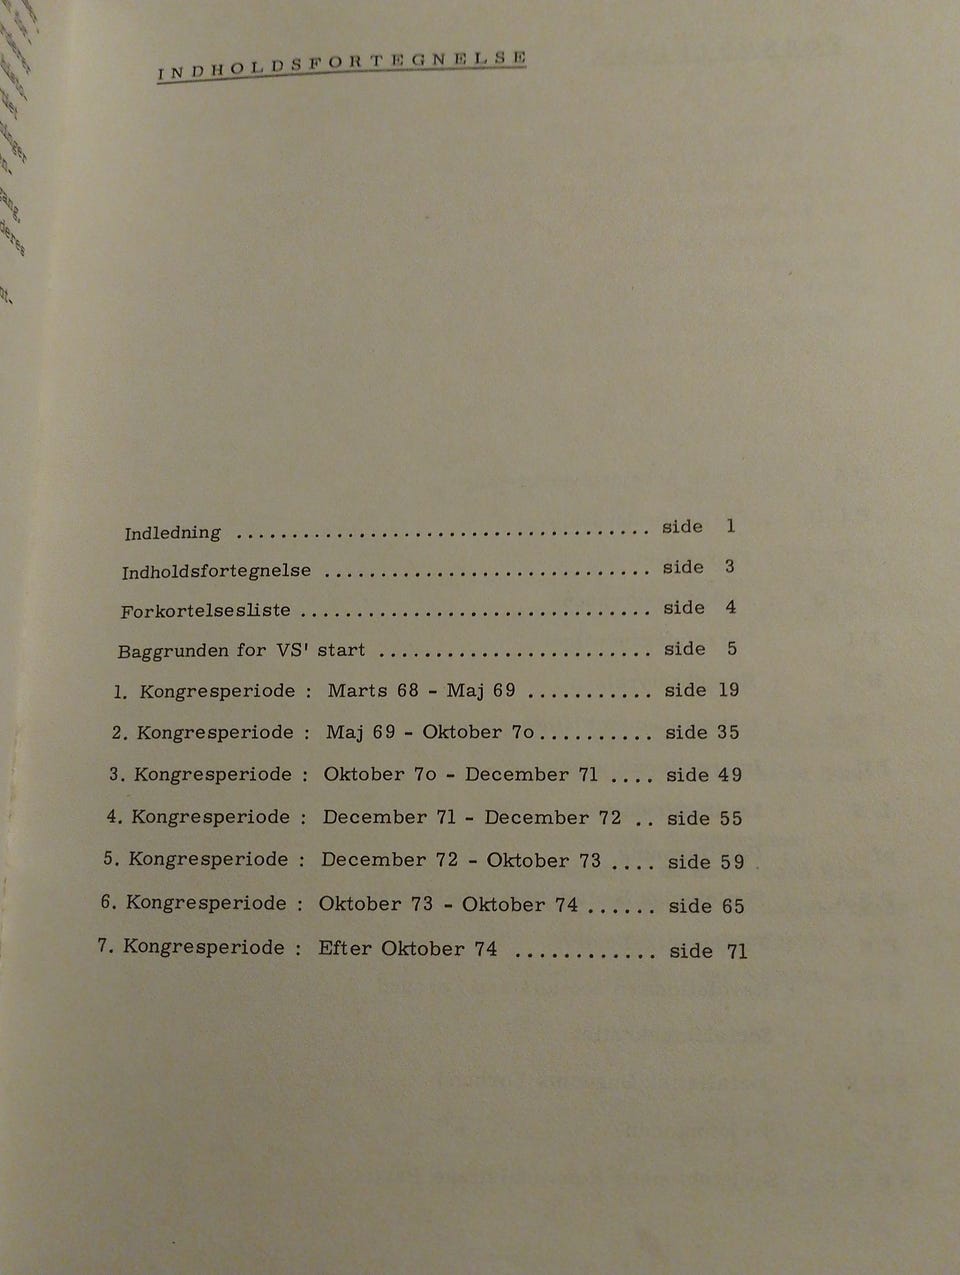 INDHOLDSFORTEGNELSE
Indledning ..................................... side 1
Indholdsfortegnelse ............................. side 3
Forkortelsesliste ............................... side 4
Baggrunden for VS' start ........................ side 5
1. Kongresperiode : Marts 68 - Maj 69 ........... side 19
2. Kongresperiode : Maj 69 - Oktober 7o .......... side 35
3. Kongresperiode : Oktober 7o - December 71 .... side 49
4. Kongresperiode : December 71 - December 72 .. side 55
5. Kongresperiode : December 72 - Oktober 73 .... side 59
6. Kongresperiode : Oktober 73 - Oktober 74 ...... side 65
7. Kongresperiode : Efter Oktober 74 ............ side 71